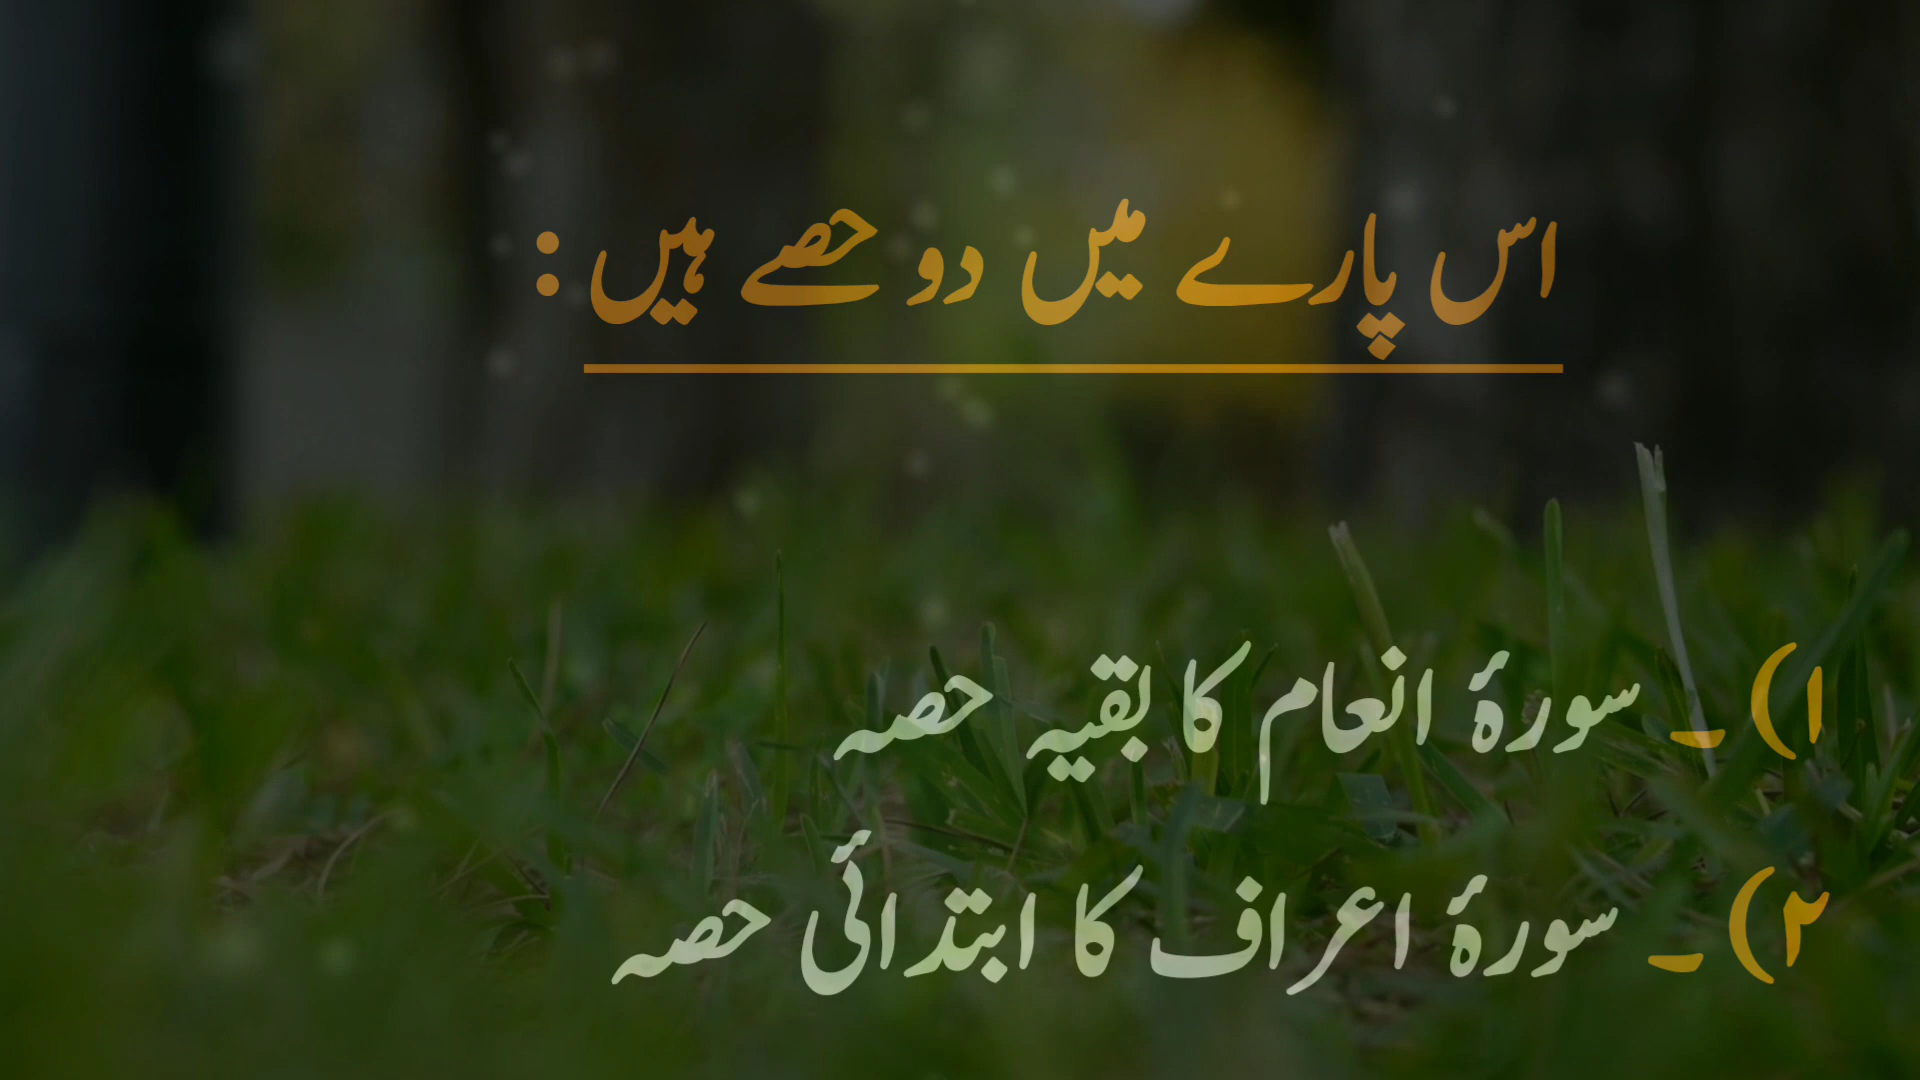 اس پارے میں دو حصے ہیں :
۱) ۔ سورۂ انعام کا بقیہ حصہ
۲) ۔ سورۂ اعراف کا ابتدائی حصہ